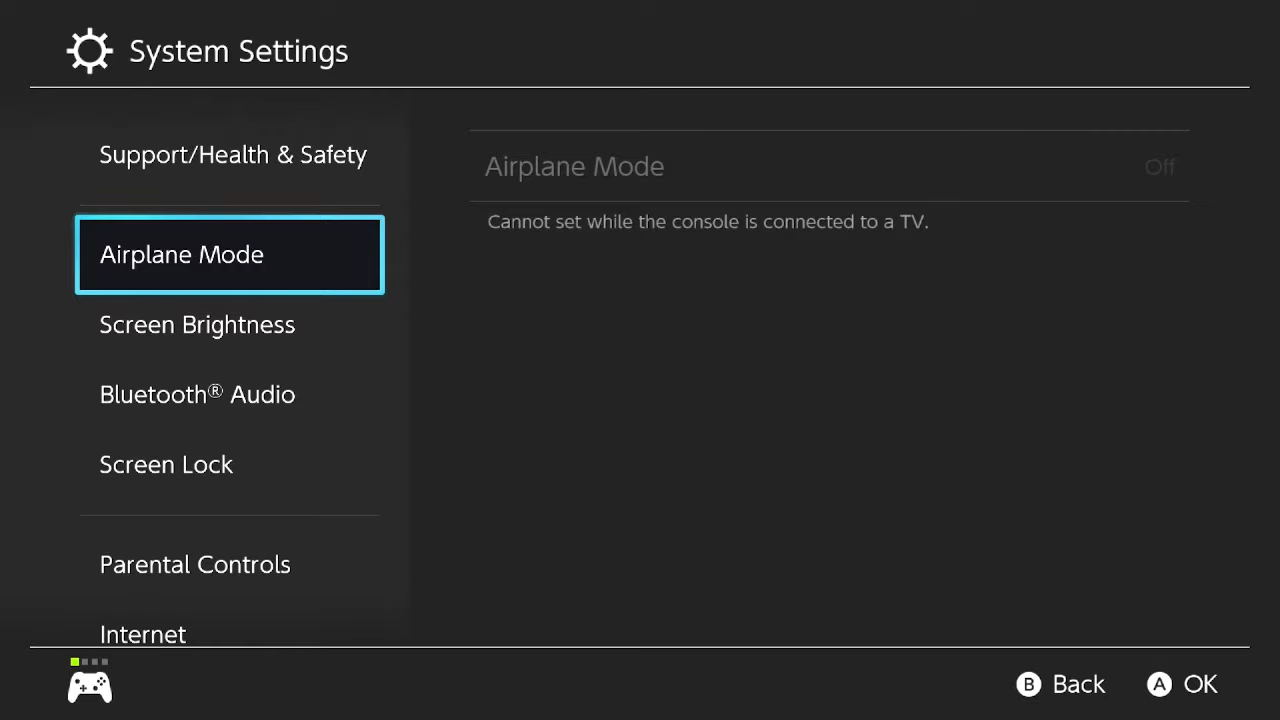 System Settings
Support/Health & Safety
Airplane Mode
Screen Brightness
Bluetooth® Audio
Screen Lock
Parental Controls
Internet
Airplane Mode Off
Cannot set while the console is connected to a TV.
B Back A OK